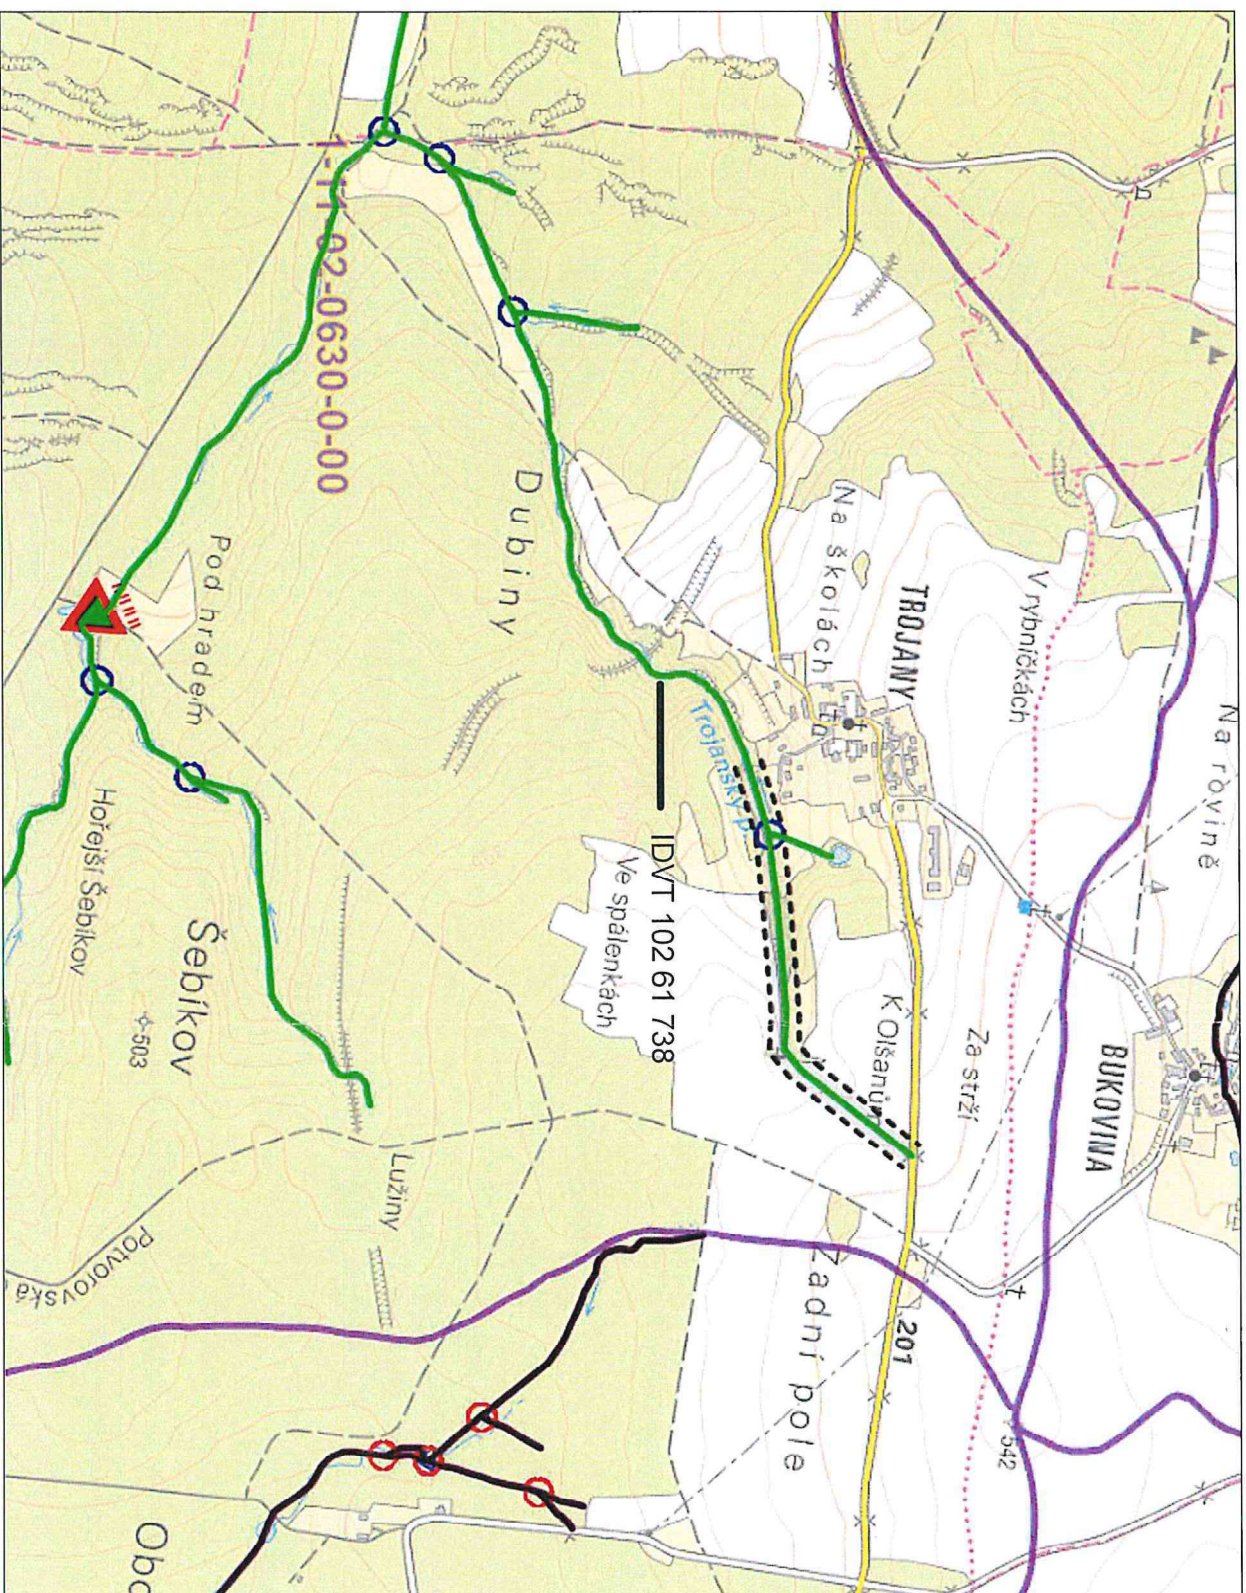 1-11-02-0630-0-00
Dubiny
Na školách
TROJANY
V rybníčkách
Na rovině
Pod hradem
Trojanský p.
IDVT 102 61 738
Ve spálenkách
K Olšanům
Za strží
BUKOVINA
Hořejší Šebíkov
Šebíkov
503
Lužiny
Potvorovská
Zadní pole
201
542
Obo